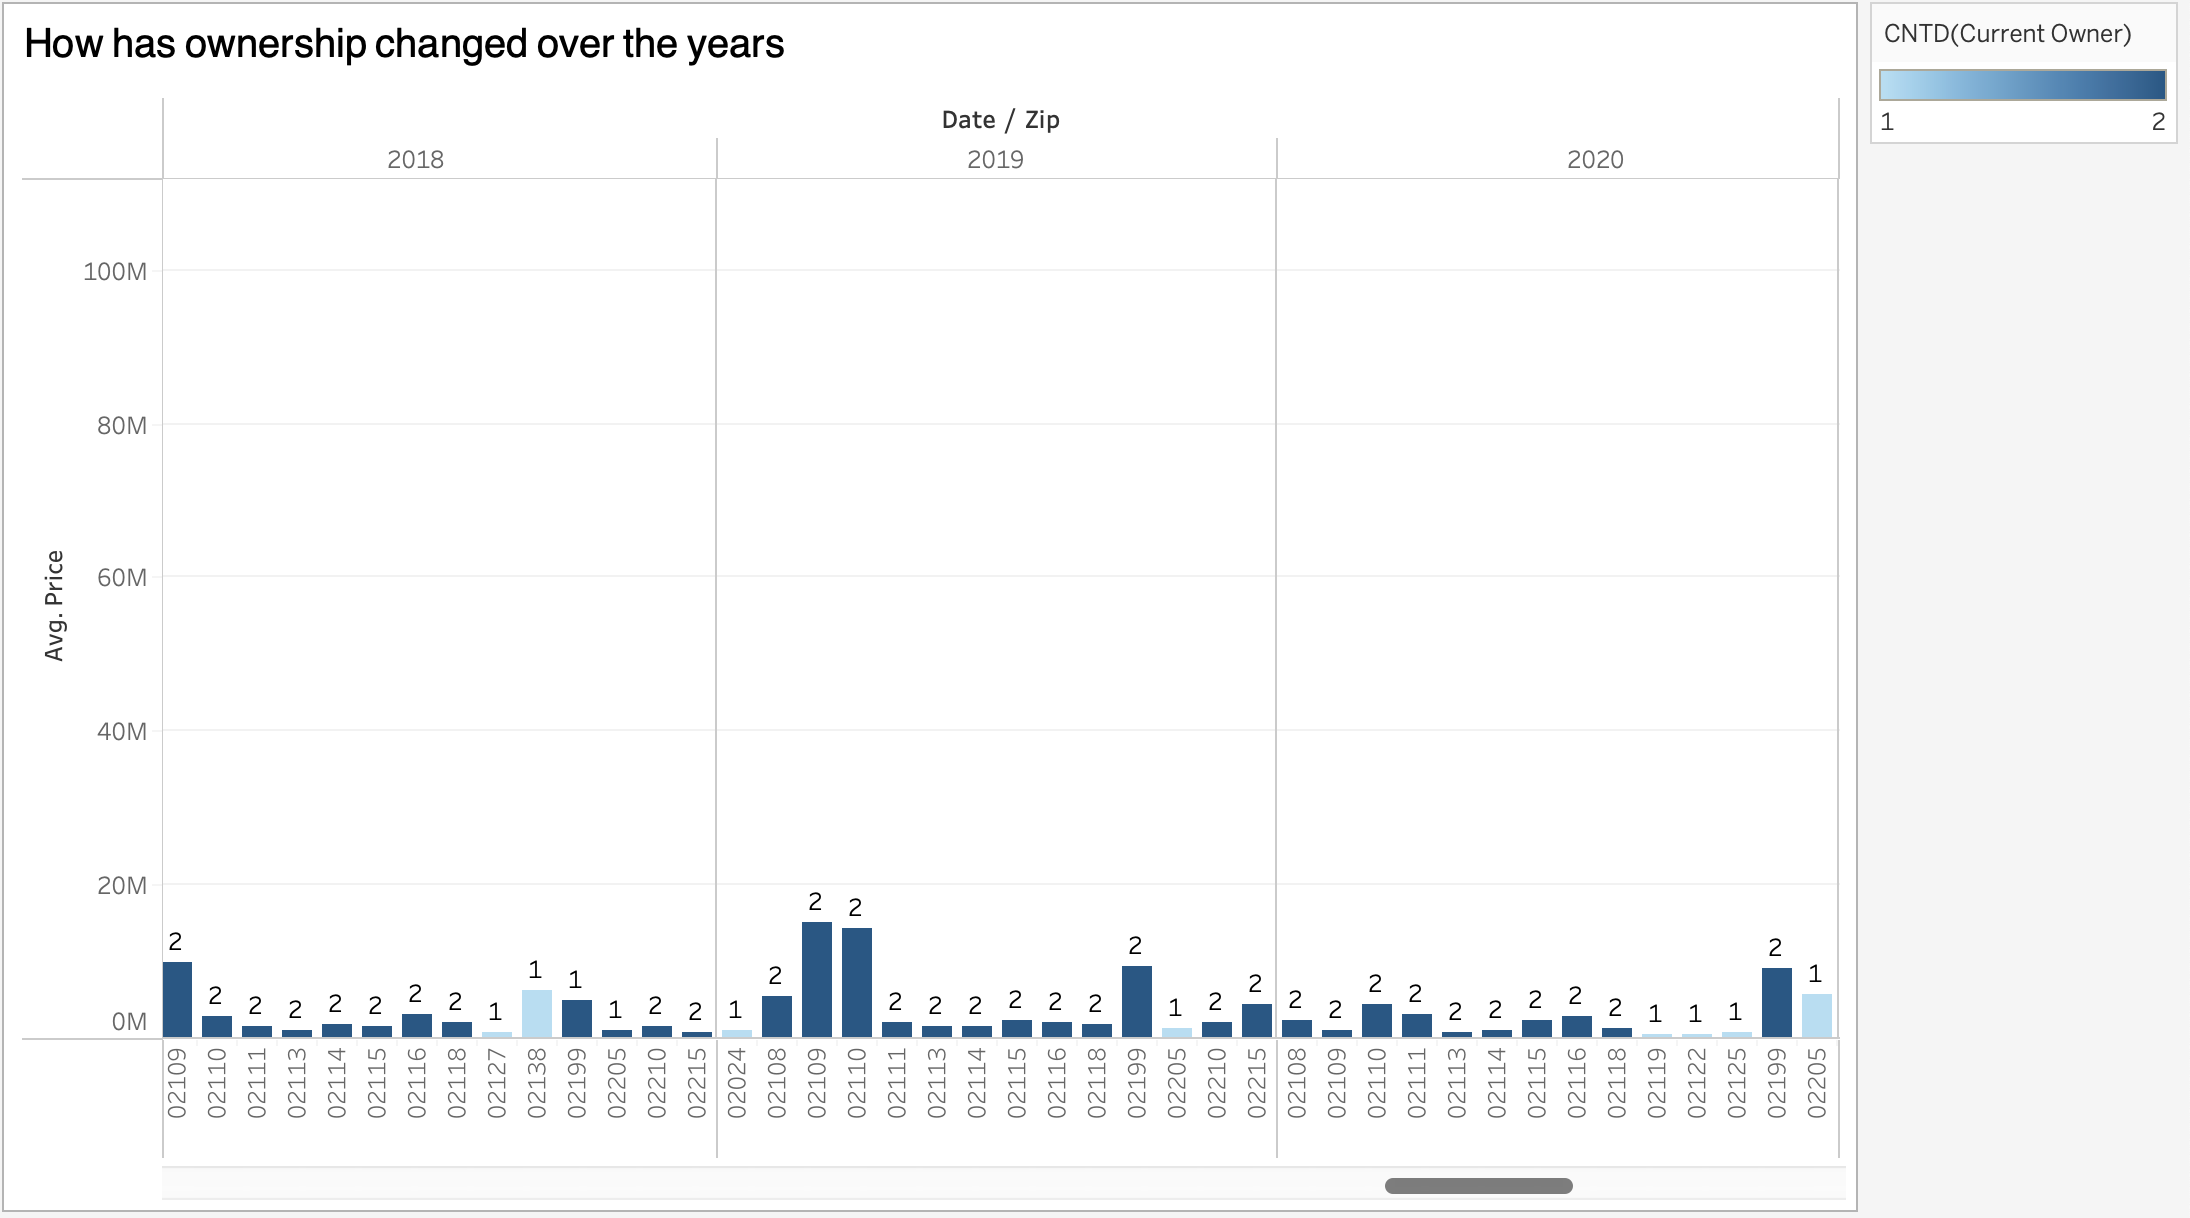 How has ownership changed over the years
CNTD(Current Owner)
1 2
Date / Zip
2018 2019 2020
Avg. Price
100M
80M
60M
40M
20M
0M
2 2 2 2 2 2 2 2 1 1 1 1 2 2 1 2 2 2 2 2 2 2 2 2 2 1 2 2 2 2 2 2 2 2 2 2 2 1 1 1 2 1
02109 02110 02111 02113 02114 02115 02116 02118 02127 02138 02199 02205 02210 02215 02024 02108 02109 02110 02111 02113 02114 02115 02116 02118 02199 02205 02210 02215 02108 02109 02110 02111 02113 02114 02115 02116 02118 02119 02122 02125 02199 02205